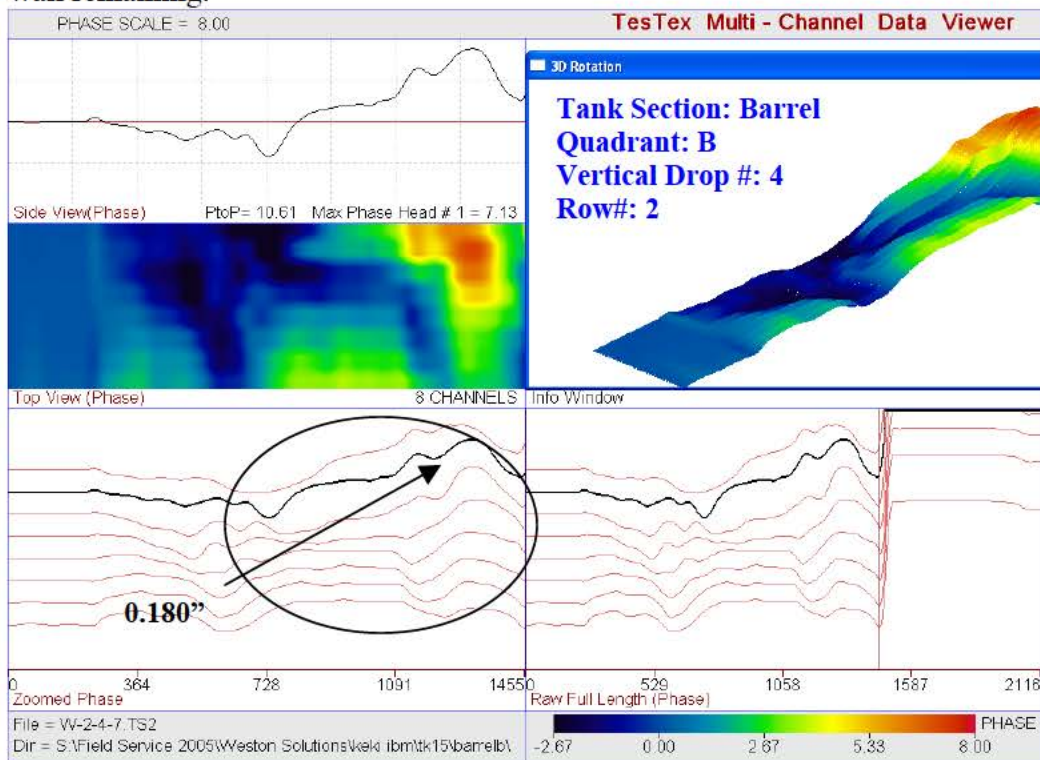 wall remaining.
PHASE SCALE = 8.00
TesTex Multi - Channel Data Viewer
3D Rotation
Tank Section: Barrel
Quadrant: B
Vertical Drop #: 4
Row#: 2
Side View(Phase) PtoP= 10.61 Max Phase Head # 1 = 7.13
Top View (Phase) 8 CHANNELS
Info Window
0.180”
0 364 728 1091 1455
Zoomed Phase
0 529 1058 1587 2116
Raw Full Length (Phase)
File = W-2-4-7.TS2
Dir = S:\Field Service 2005\Weston Solutions\keki ibm\tk15\barrelb\
PHASE
-2.67 0.00 2.67 5.33 8.00